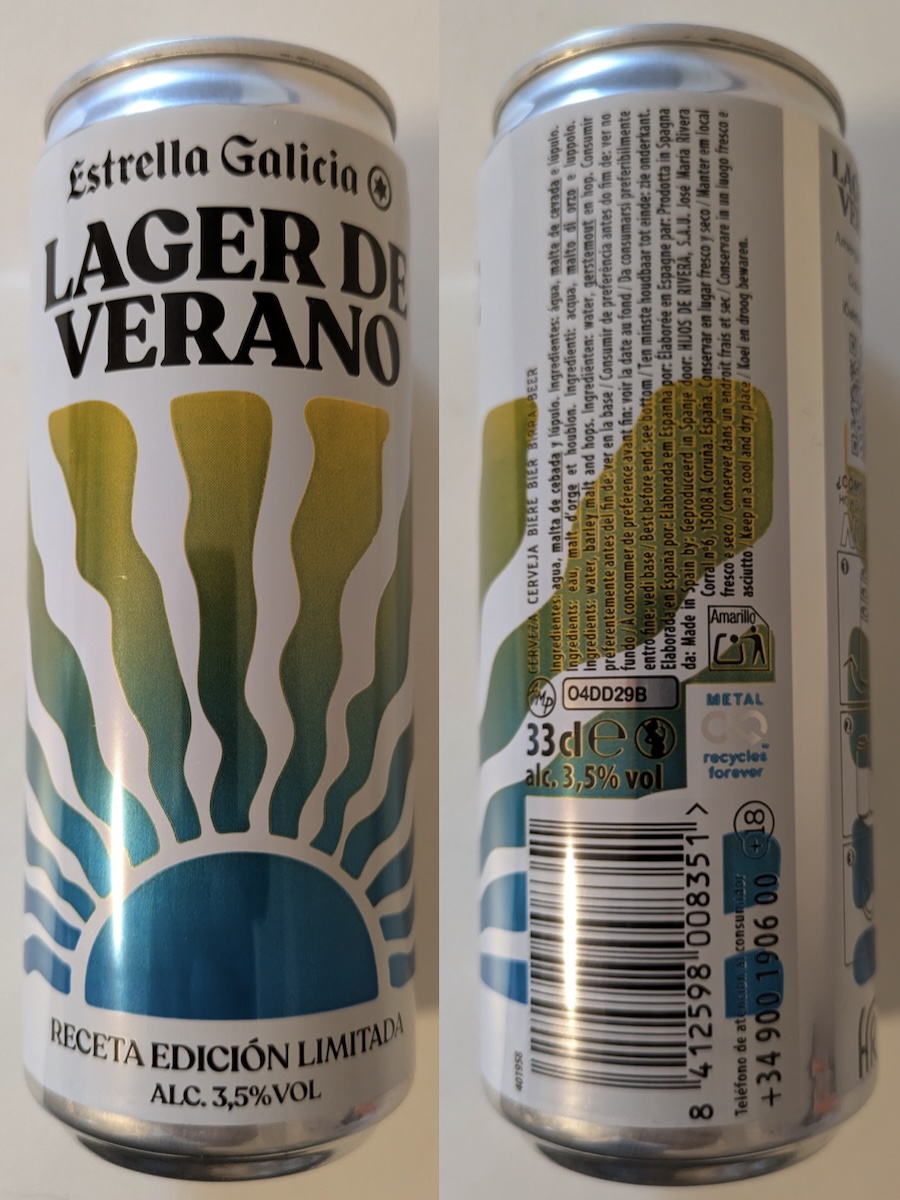 Estrella Galicia
LAGER DE
VERANO
RECETA EDICIÓN LIMITADA
ALC. 3,5%VOL
CERVEZA CERVEJA BIÈRE BIER BIRRA BEER
Ingredientes: agua, malta de cebada y lúpulo. Ingredientes: água, malte de cevada e lúpulo.
Ingrédients: eau, malt d'orge et houblon. Ingredienti: acqua, malto di orzo e luppolo.
Ingredients: water, barley malt and hops. Ingrediënten: water, gerstemout en hop. Consumir
preferentemente antes del fin de: ver en la base / Consumir de preferência antes do fim de: ver no
fundo / À consommer de préférence avant fin: voir la date au fond / Da consumarsi preferibilmente
entro fine: vedi base / Best before end: see bottom / Ten minste houdbaar tot einde: zie onderkant.
Elaborada en España por: Elaborada em Espanha por: Élaborée en Espagne par: Prodotta in Spagna
da: Made in Spain by: Geproduceerd in Spanje door: HIJOS DE RIVERA, S.A.U. José María Rivera
Corral nº6, 15008 A Coruña. España. Conservar en lugar fresco y seco / Manter em local
fresco e seco / Conserver dans un endroit frais et sec / Conservare in un luogo fresco e
asciutto / Keep in a cool and dry place / Koel en droog bewaren.
Amarillo
MP
04DD29B
33cl e
alc. 3,5% vol
METAL
recycles
forever
8 412598 008351 >
401958
Teléfono de atención al consumidor
+34 900 1906 00
+18